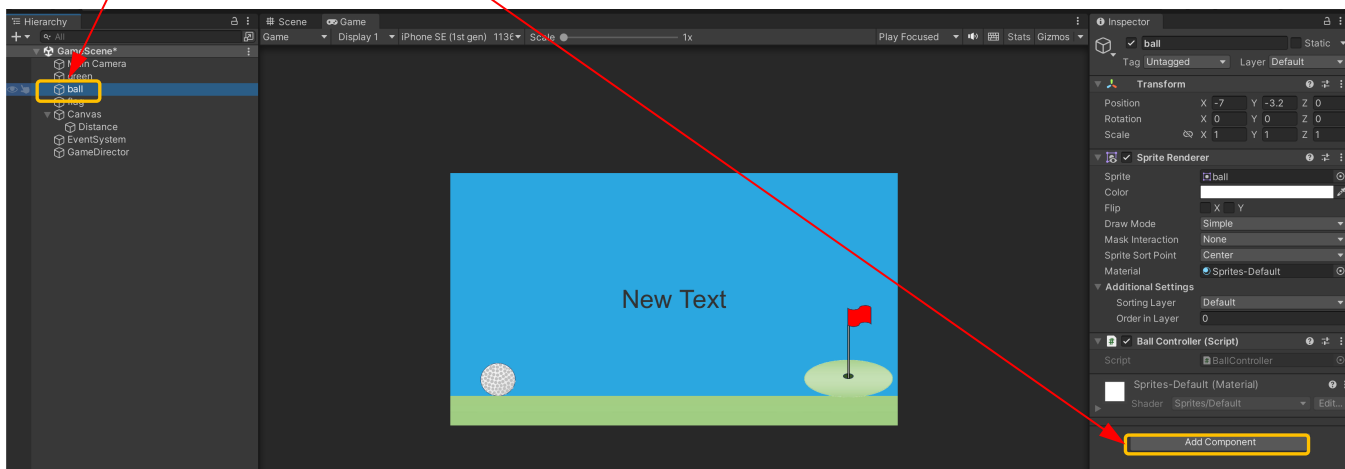 Hierarchy
All
GameScene*
Main Camera
green
ball
flag
Canvas
Distance
EventSystem
GameDirector
Scene
Game
Game
Display 1
iPhone SE (1st gen)
Scale
1x
Play Focused
Stats
Gizmos
New Text
Inspector
ball
Static
Tag Untagged
Layer Default
Transform
Position X -7 Y -3.2 Z 0
Rotation X 0 Y 0 Z 0
Scale X 1 Y 1 Z 1
Sprite Renderer
Sprite ball
Color
Flip X Y
Draw Mode Simple
Mask Interaction None
Sprite Sort Point Center
Material Sprites-Default
Additional Settings
Sorting Layer Default
Order in Layer 0
# Ball Controller (Script)
Script BallController
Sprites-Default (Material)
Shader Sprites/Default Edit...
Add Component